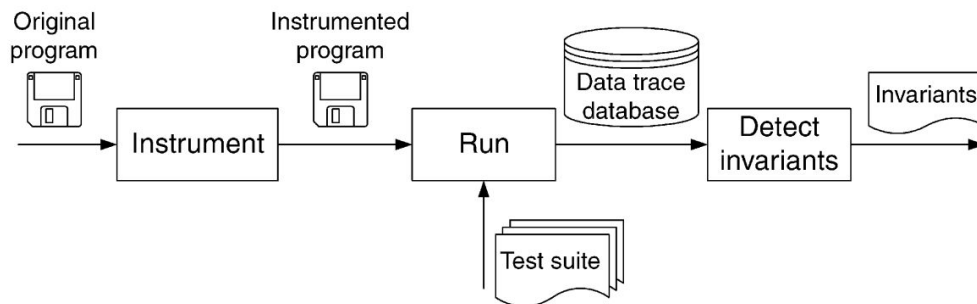 Original
program
Instrumented
program
Data trace
database
Invariants
Instrument
Run
Detect
invariants
Test suite